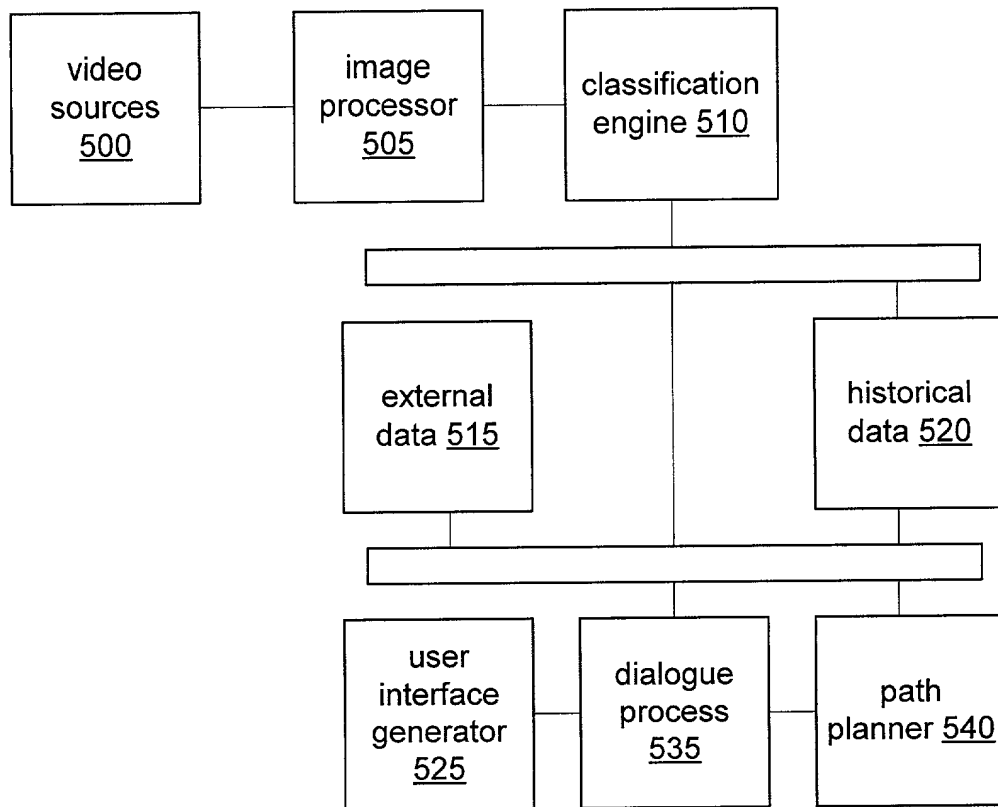 video
sources
500
image
processor
505
classification
engine 510
external
data 515
historical
data 520
user
interface
generator
525
dialogue
process
535
path
planner 540